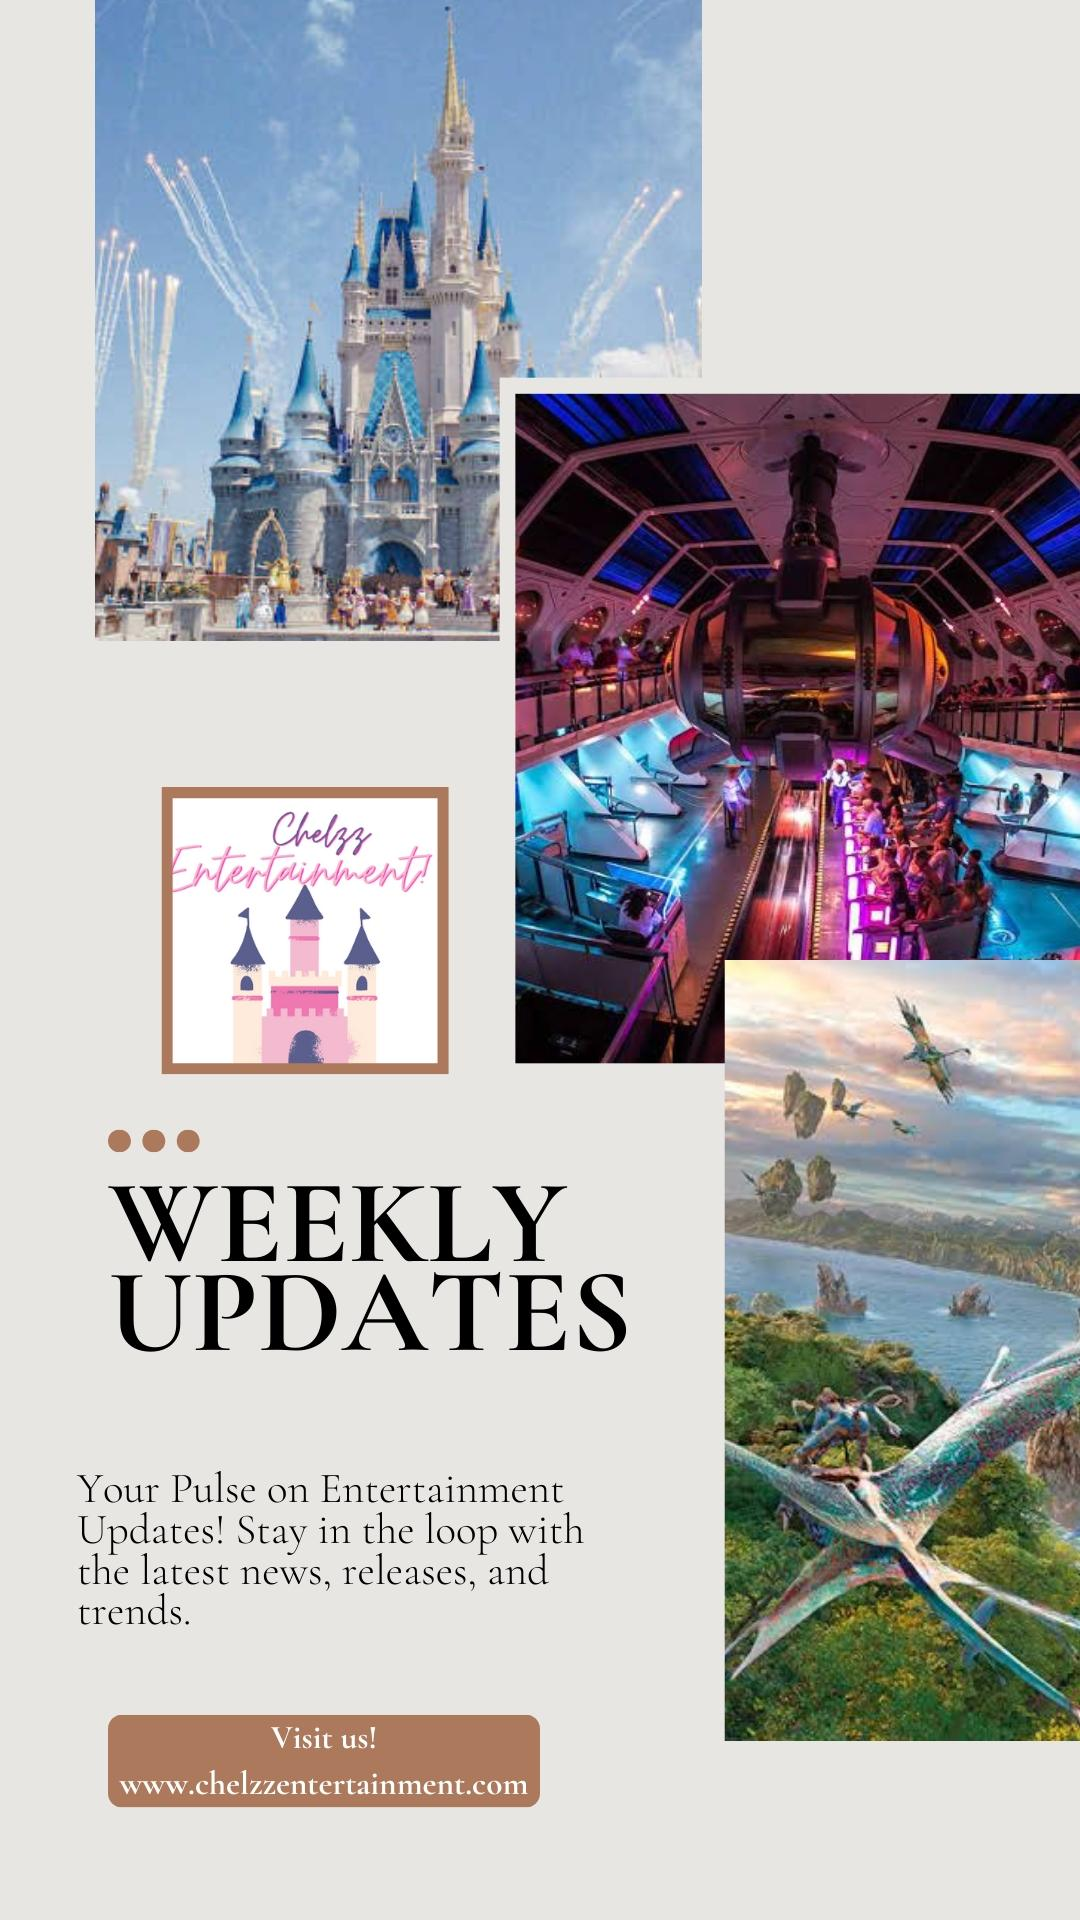 Chelzz
Entertainment!
WEEKLY
UPDATES
Your Pulse on Entertainment
Updates! Stay in the loop with
the latest news, releases, and
trends.
Visit us!
www.chelzzentertainment.com